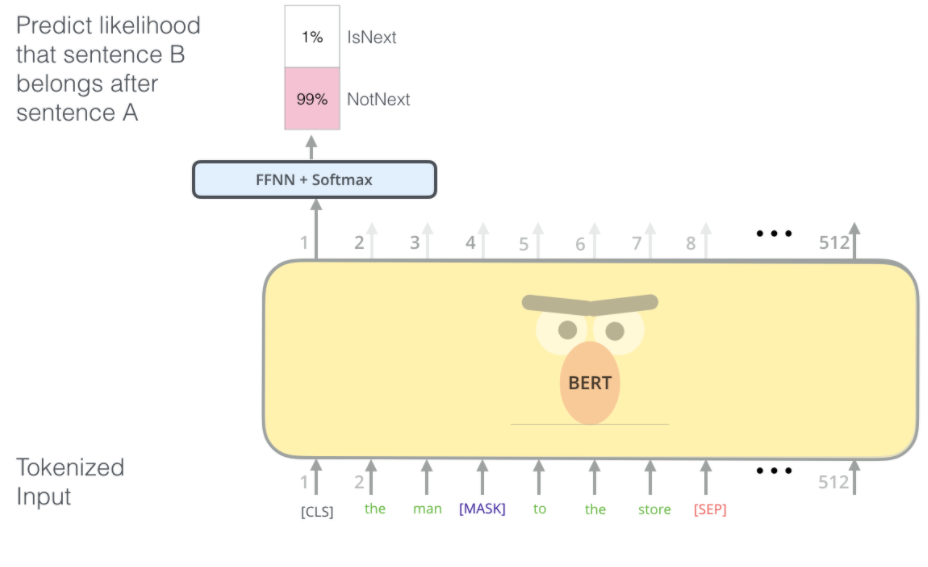 Predict likelihood
that sentence B
belongs after
sentence A
1% IsNext
99% NotNext
FFNN + Softmax
1 2 3 4 5 6 7 8 ••• 512
BERT
Tokenized
Input
1 2 ••• 512
[CLS] the man [MASK] to the store [SEP]